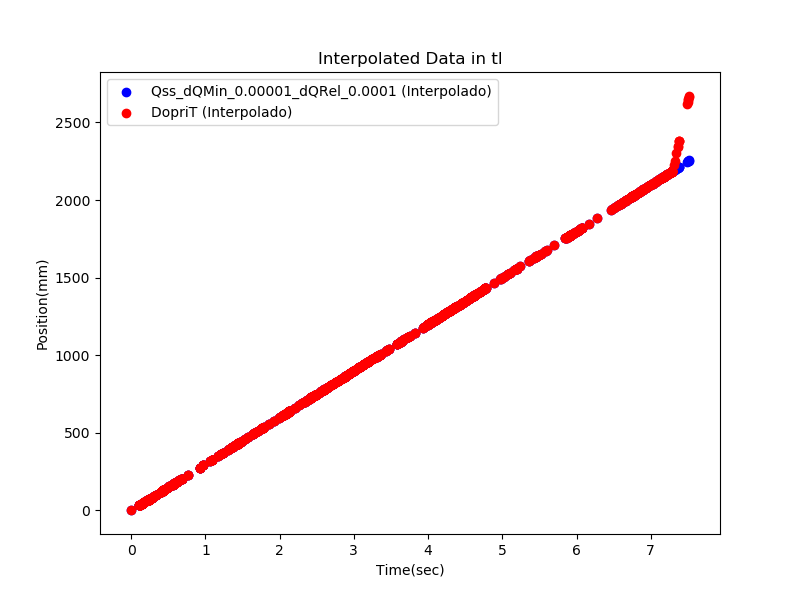 Interpolated Data in tl
Qss_dQMin_0.00001_dQRel_0.0001 (Interpolado)
DopriT (Interpolado)
Position(mm)
2500
2000
1500
1000
500
0
0 1 2 3 4 5 6 7
Time(sec)